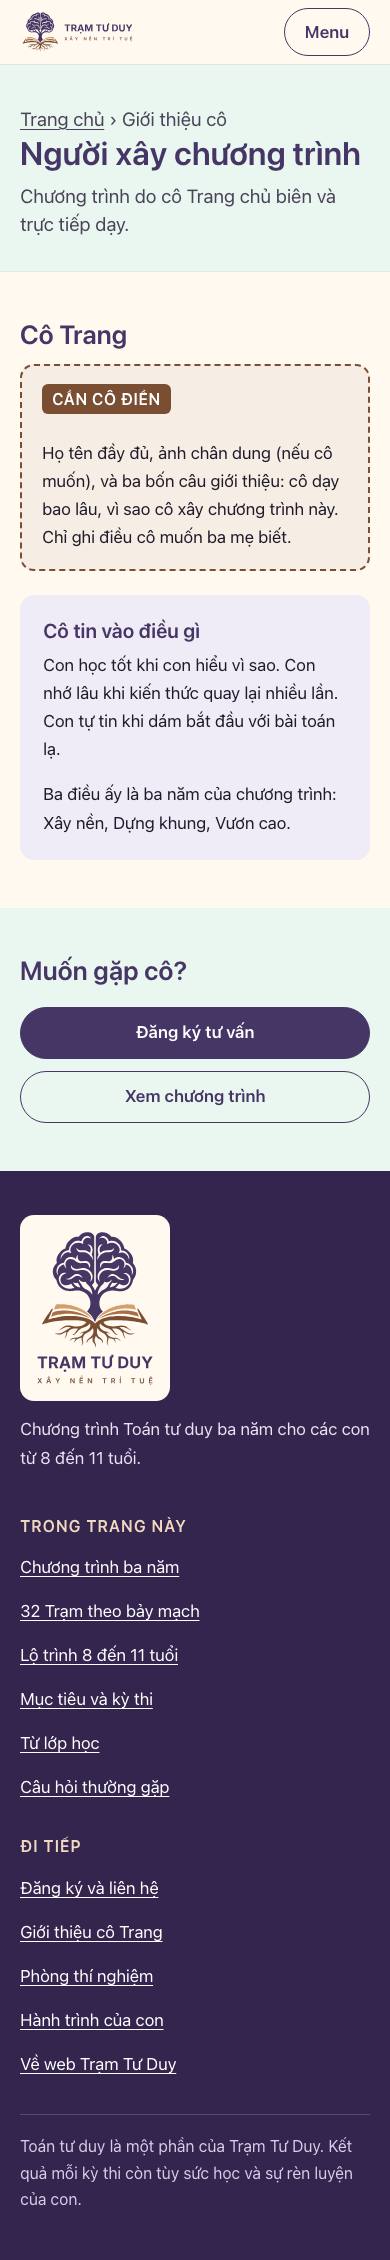 TRẠM TƯ DUY
XÂY NỀN TRÍ TUỆ
Menu
Trang chủ › Giới thiệu cô
Người xây chương trình
Chương trình do cô Trang chủ biên và
trực tiếp dạy.
Cô Trang
CẦN CÔ ĐIỀN
Họ tên đầy đủ, ảnh chân dung (nếu cô
muốn), và ba bốn câu giới thiệu: cô dạy
bao lâu, vì sao cô xây chương trình này.
Chỉ ghi điều cô muốn ba mẹ biết.
Cô tin vào điều gì
Con học tốt khi con hiểu vì sao. Con
nhớ lâu khi kiến thức quay lại nhiều lần.
Con tự tin khi dám bắt đầu với bài toán
lạ.
Ba điều ấy là ba năm của chương trình:
Xây nền, Dựng khung, Vươn cao.
Muốn gặp cô?
Đăng ký tư vấn
Xem chương trình
TRẠM TƯ DUY
XÂY NỀN TRÍ TUỆ
Chương trình Toán tư duy ba năm cho các con
từ 8 đến 11 tuổi.
TRONG TRANG NÀY
Chương trình ba năm
32 Trạm theo bảy mạch
Lộ trình 8 đến 11 tuổi
Mục tiêu và kỳ thi
Từ lớp học
Câu hỏi thường gặp
ĐI TIẾP
Đăng ký và liên hệ
Giới thiệu cô Trang
Phòng thí nghiệm
Hành trình của con
Về web Trạm Tư Duy
Toán tư duy là một phần của Trạm Tư Duy. Kết
quả mỗi kỳ thi còn tùy sức học và sự rèn luyện
của con.